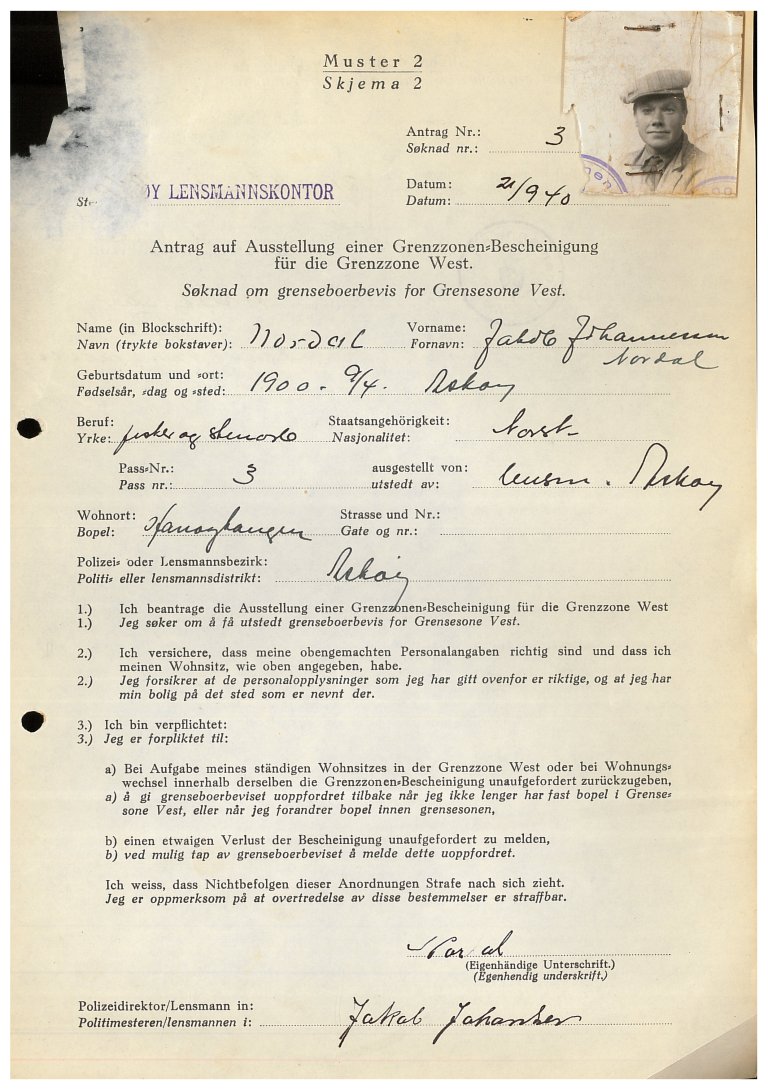 Muster 2
Skjema 2
Antrag Nr.:
Søknad nr.: 3
ØY LENSMANNSKONTOR
Datum:
Datum: 21/9 40
Antrag auf Ausstellung einer Grenzzonen-Bescheinigung
für die Grenzzone West.
Søknad om grenseboerbevis for Grensesone Vest.
Name (in Blockschrift): Vorname:
Navn (trykte bokstaver): Nordal Fornavn: Jakob Johannessen
Nordal
Geburtsdatum und -ort:
Fødselsår, -dag og -sted: 1900 - 9/4. Askøy
Beruf: Staatsangehörigkeit:
Yrke: fisker og Nasjonalitet: Norsk
Pass-Nr.: ausgestellt von:
Pass nr.: 3 utstedt av: lensm. Askøy
Wohnort: Strasse und Nr.:
Bopel: Gate og nr.:
Polizei- oder Lensmannsbezirk:
Politi- eller lensmannsdistrikt: Askøy
1.) Ich beantrage die Ausstellung einer Grenzzonen-Bescheinigung für die Grenzzone West
1.) Jeg søker om å få utstedt grenseboerbevis for Grensesone Vest.
2.) Ich versichere, dass meine obengemachten Personalangaben richtig sind und dass ich
meinen Wohnsitz, wie oben angegeben, habe.
2.) Jeg forsikrer at de personalopplysninger som jeg har gitt ovenfor er riktige, og at jeg har
min bolig på det sted som er nevnt der.
3.) Ich bin verpflichtet:
3.) Jeg er forpliktet til:
a) Bei Aufgabe meines ständigen Wohnsitzes in der Grenzzone West oder bei Wohnungs-
wechsel innerhalb derselben die Grenzzonen-Bescheinigung unaufgefordert zurückzugeben,
a) å gi grenseboerbeviset uoppfordret tilbake når jeg ikke lenger har fast bopel i Grense-
sone Vest, eller når jeg forandrer bopel innen grensesonen,
b) einen etwaigen Verlust der Bescheinigung unaufgefordert zu melden,
b) ved mulig tap av grenseboerbeviset å melde dette uoppfordret.
Ich weiss, dass Nichtbefolgen dieser Anordnungen Strafe nach sich zieht.
Jeg er oppmerksom på at overtredelse av disse bestemmelser er straffbar.
(Eigenhändige Unterschrift.)
(Egenhendig underskrift.)
Polizeidirektor/Lensmann in:
Politimesteren/lensmannen i: Jakob